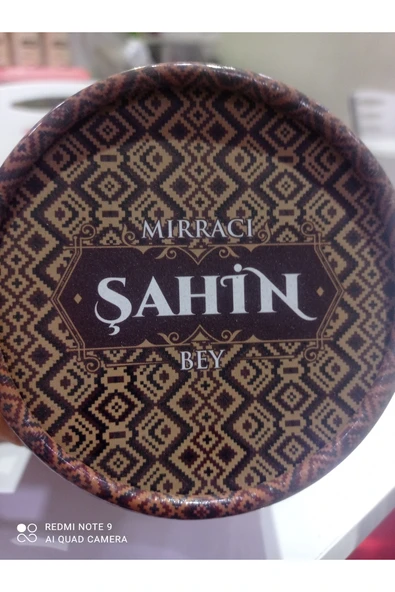 MIRRACI
ŞAHİN
BEY
REDMI NOTE 9
AI QUAD CAMERA